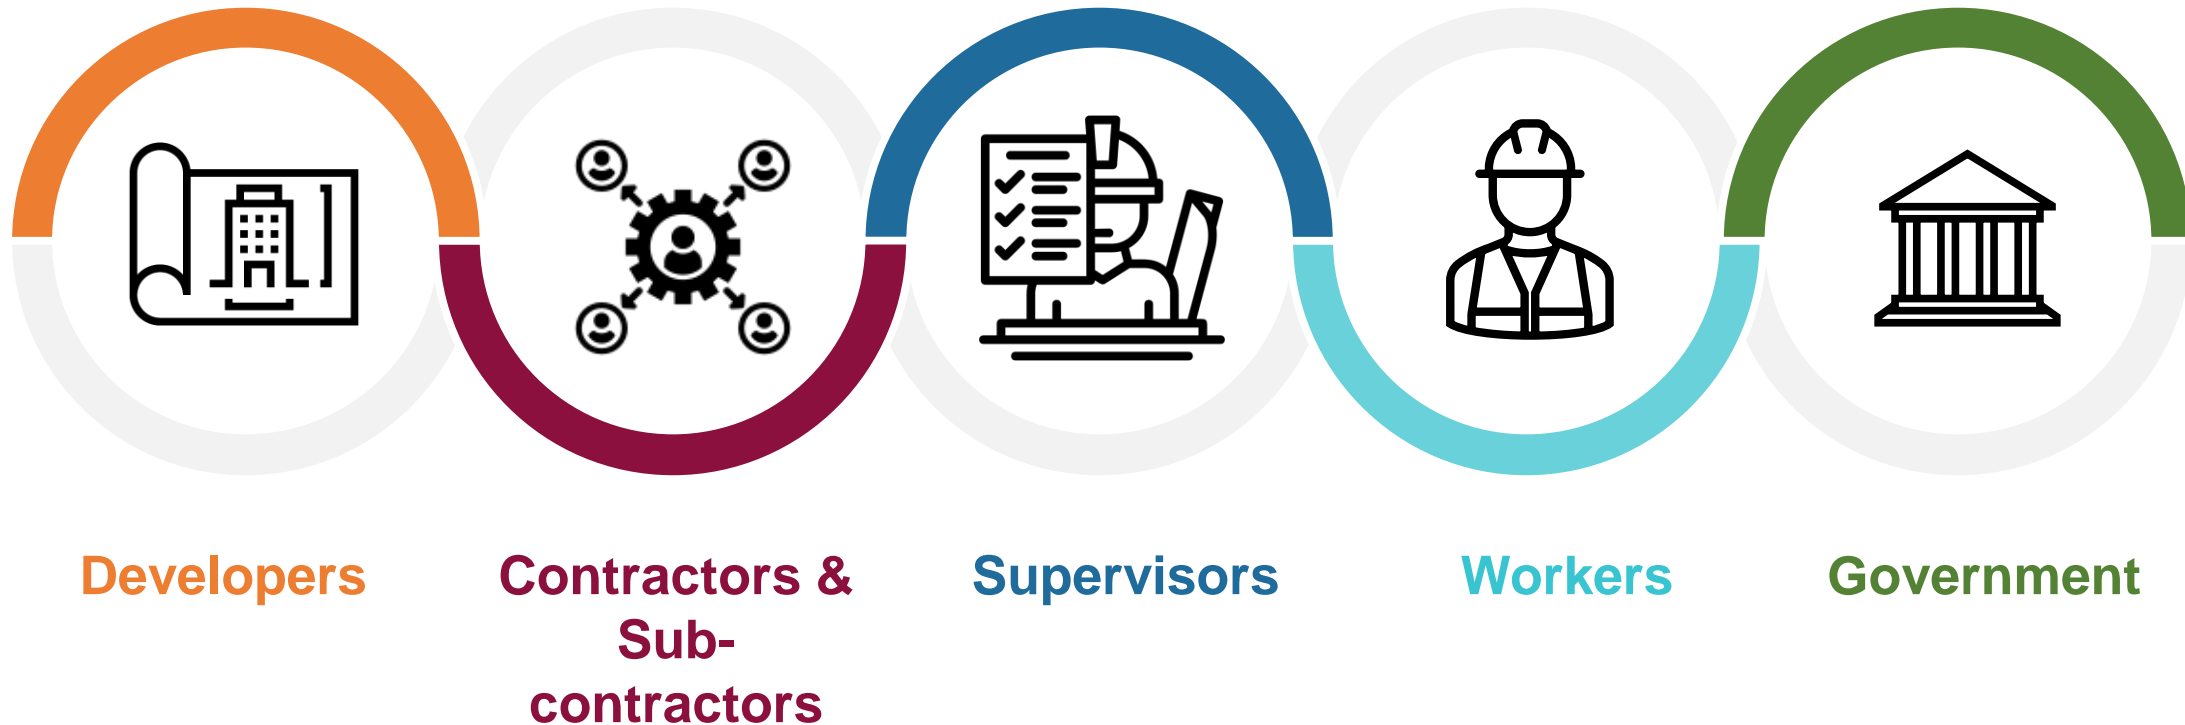 Developers
Contractors &
Sub-
contractors
Supervisors
Workers
Government